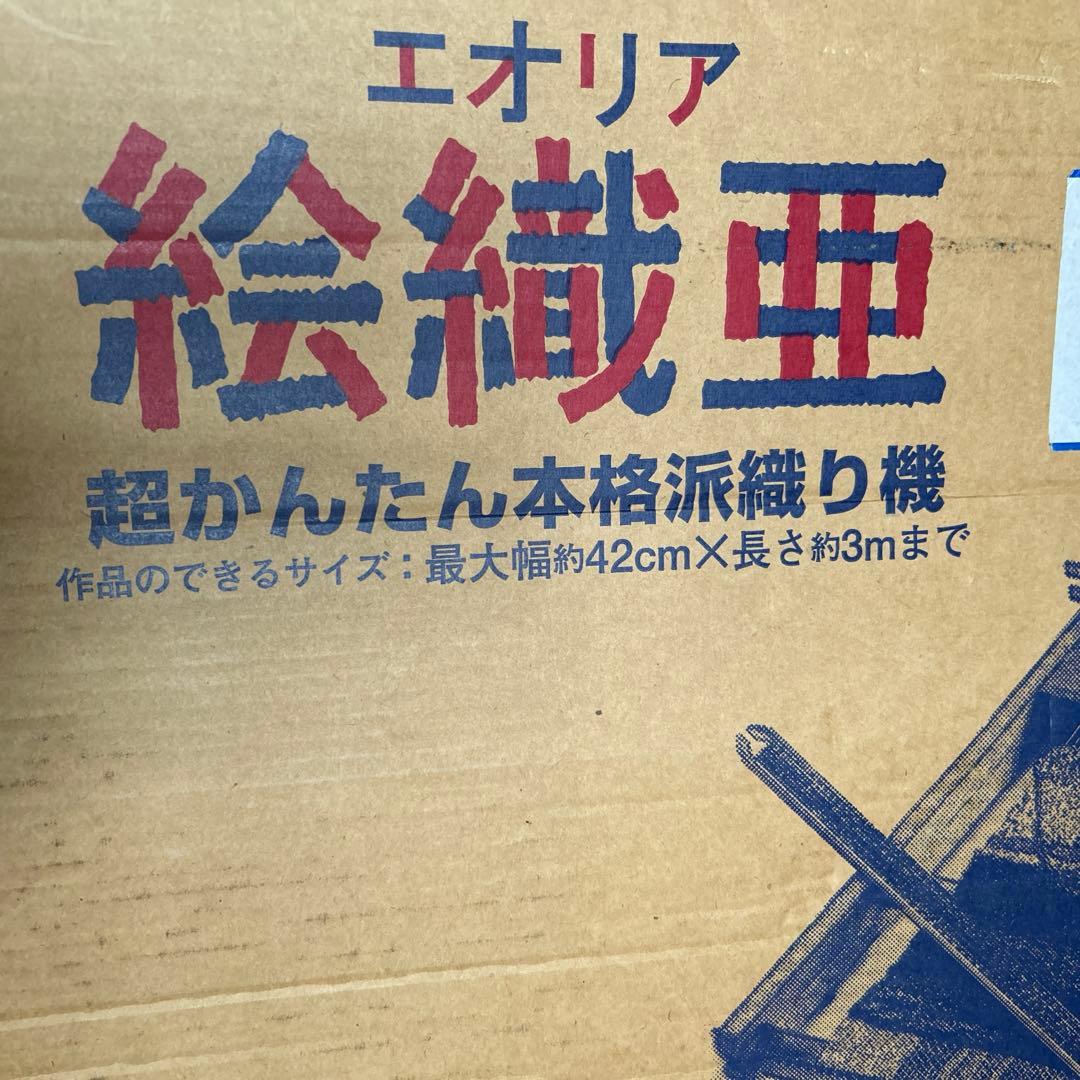 エオリア
絵織亜
超かんたん本格派織り機
作品のできるサイズ：最大幅約42cm×長さ約3mまで